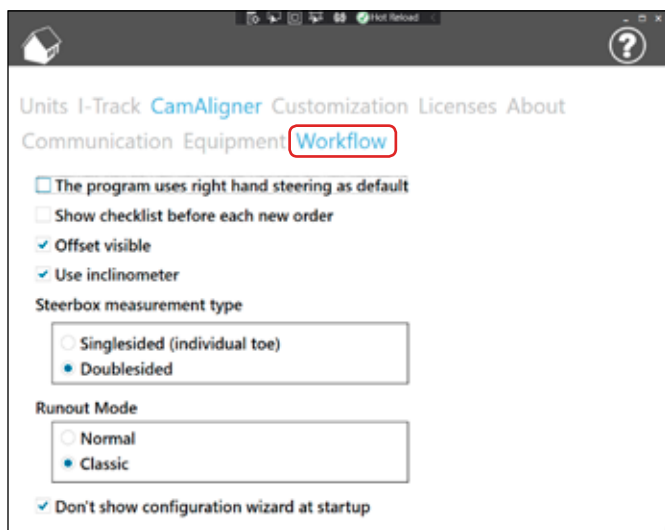 Hot Reload
?
Units I-Track CamAligner Customization Licenses About
Communication Equipment Workflow
The program uses right hand steering as default
Show checklist before each new order
Offset visible
Use inclinometer
Steerbox measurement type
Singlesided (individual toe)
Doublesided
Runout Mode
Normal
Classic
Don't show configuration wizard at startup